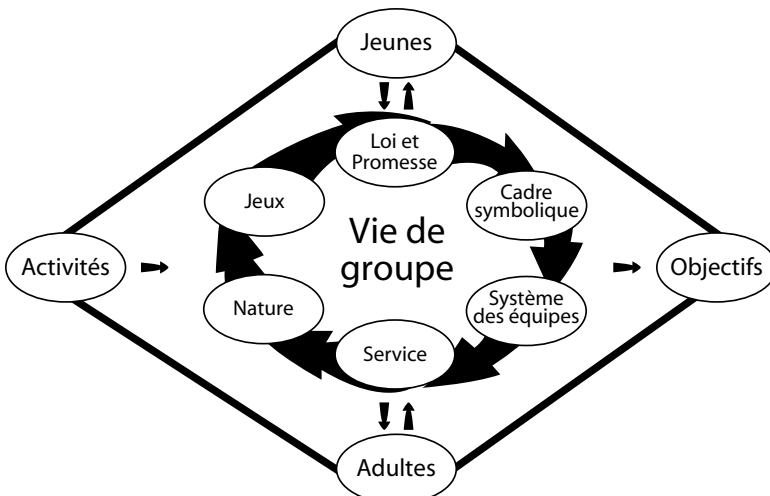 Jeunes
Loi et
Promesse
Jeux
Cadre
symbolique
Vie de
groupe
Activités
Objectifs
Nature
Système
des équipes
Service
Adultes